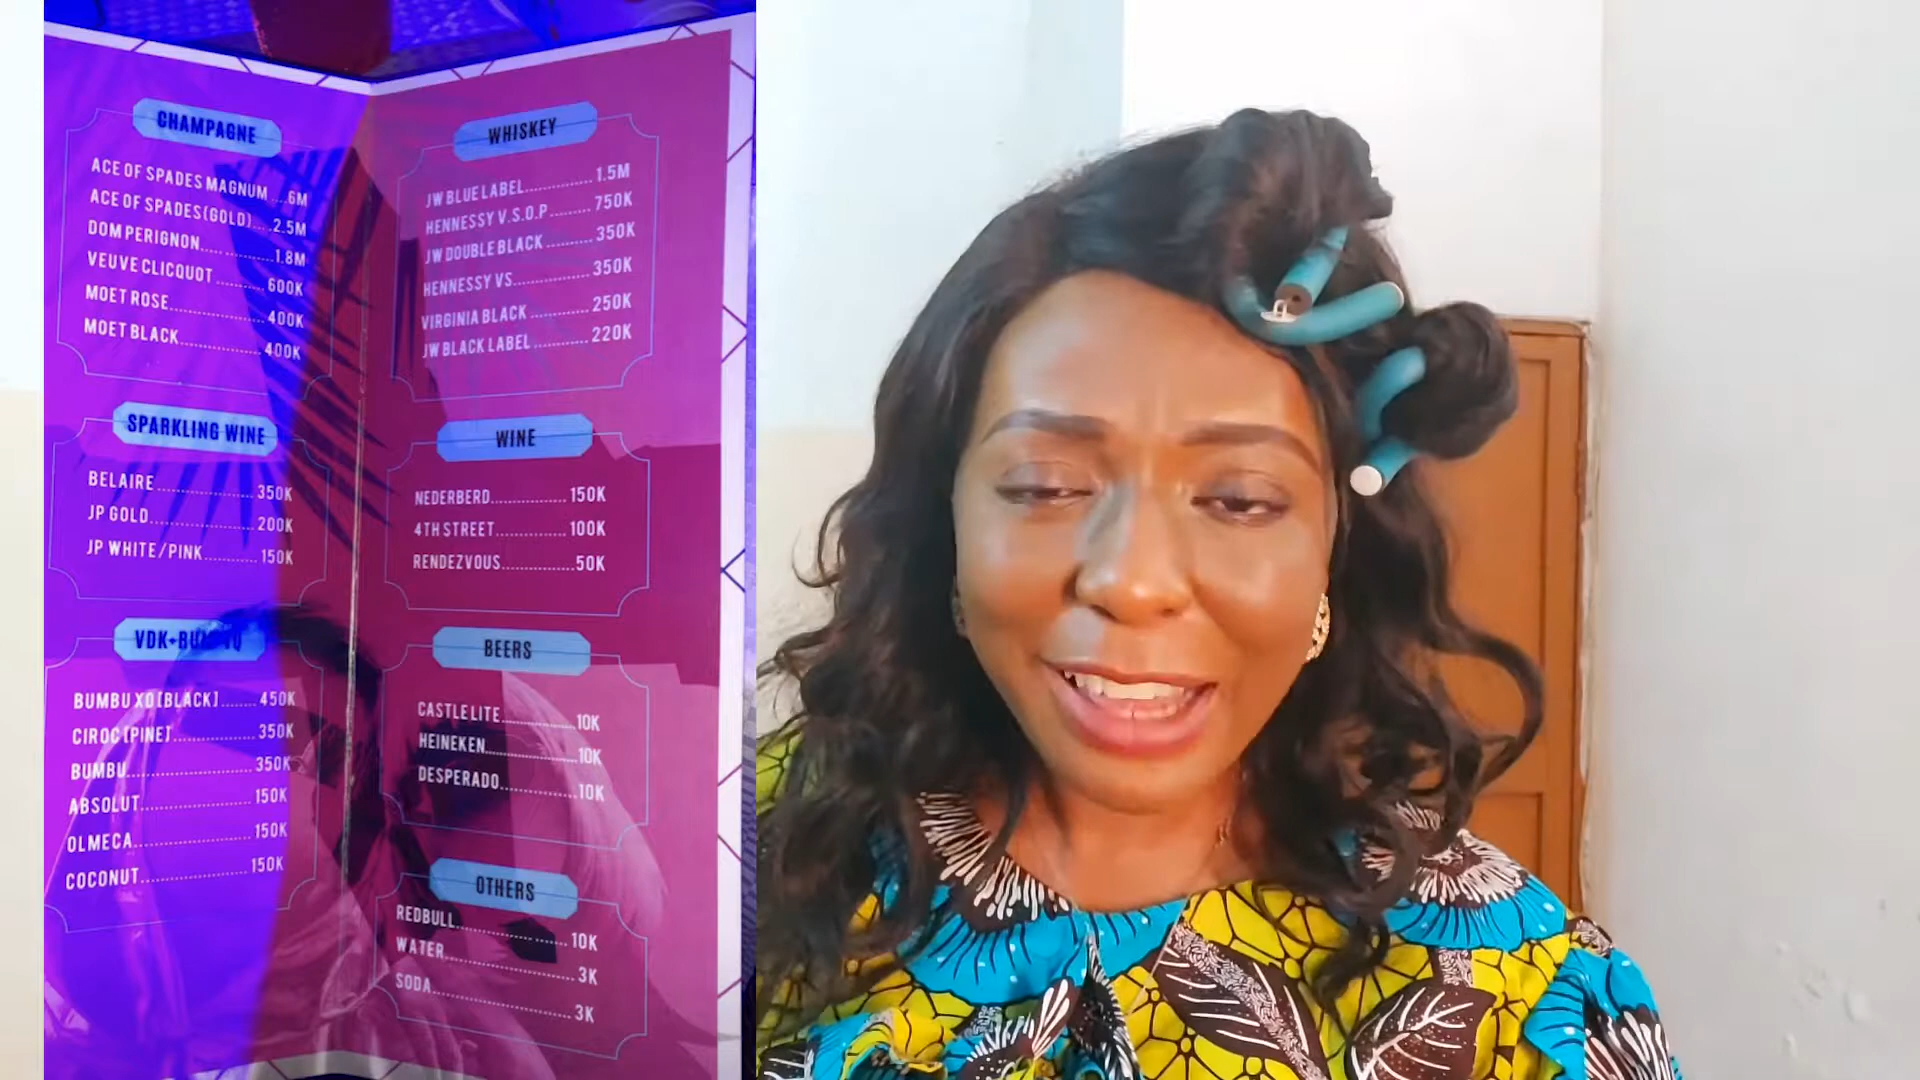 CHAMPAGNE
ACE OF SPADES MAGNUM ....6M
ACE OF SPADES(GOLD)....2.5M
DOM PERIGNON..................1.8M
VEUVE CLICQUOT ............ 600K
MOET ROSE....................... 400K
MOET BLACK.................... 400K
SPARKLING WINE
BELAIRE....................... 350K
JP GOLD......................... 200K
JP WHITE/PINK............. 150K
VDK+RUM
BUMBU XO [BLACK] ........ 450K
CIROC [PINE].................. 350K
BUMBU............................ 350K
ABSOLUT......................... 150K
OLMECA........................... 150K
COCONUT......................... 150K
WHISKEY
JW BLUE LABEL............... 1.5M
HENNESSY V.S.O.P ......... 750K
JW DOUBLE BLACK .......... 350K
HENNESSY VS................. 350K
VIRGINIA BLACK ............. 250K
JW BLACK LABEL ............. 220K
WINE
NEDERBERD.................. 150K
4TH STREET.................. 100K
RENDEZVOUS.................50K
BEERS
CASTLE LITE..................10K
HEINEKEN......................10K
DESPERADO...................10K
OTHERS
REDBULL........................ 10K
WATER............................ 3K
SODA............................... 3K